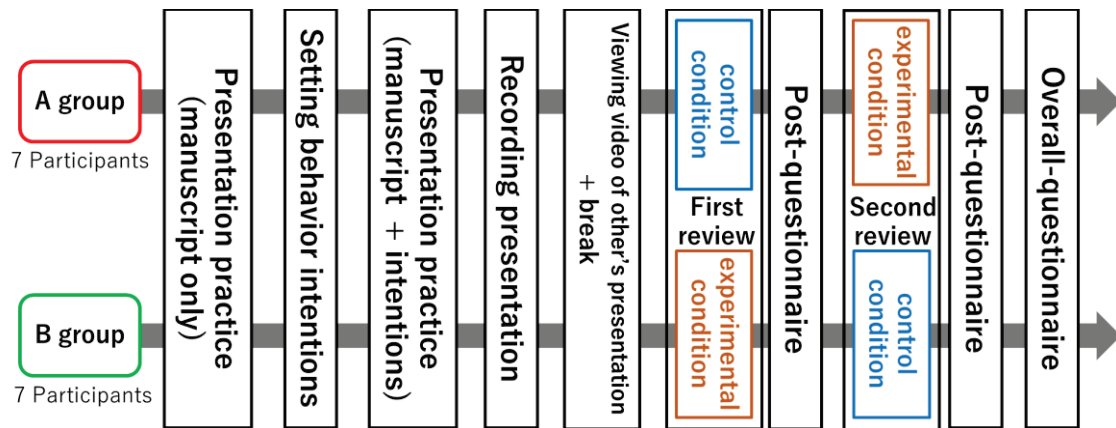 A group
7 Participants
B group
7 Participants
Presentation practice
(manuscript only)
Setting behavior intentions
Presentation practice
(manuscript + intentions)
Recording presentation
Viewing video of other's presentation
+ break
control
condition
First
review
experimental
condition
Post-questionnaire
experimental
condition
Second
review
control
condition
Post-questionnaire
Overall-questionnaire